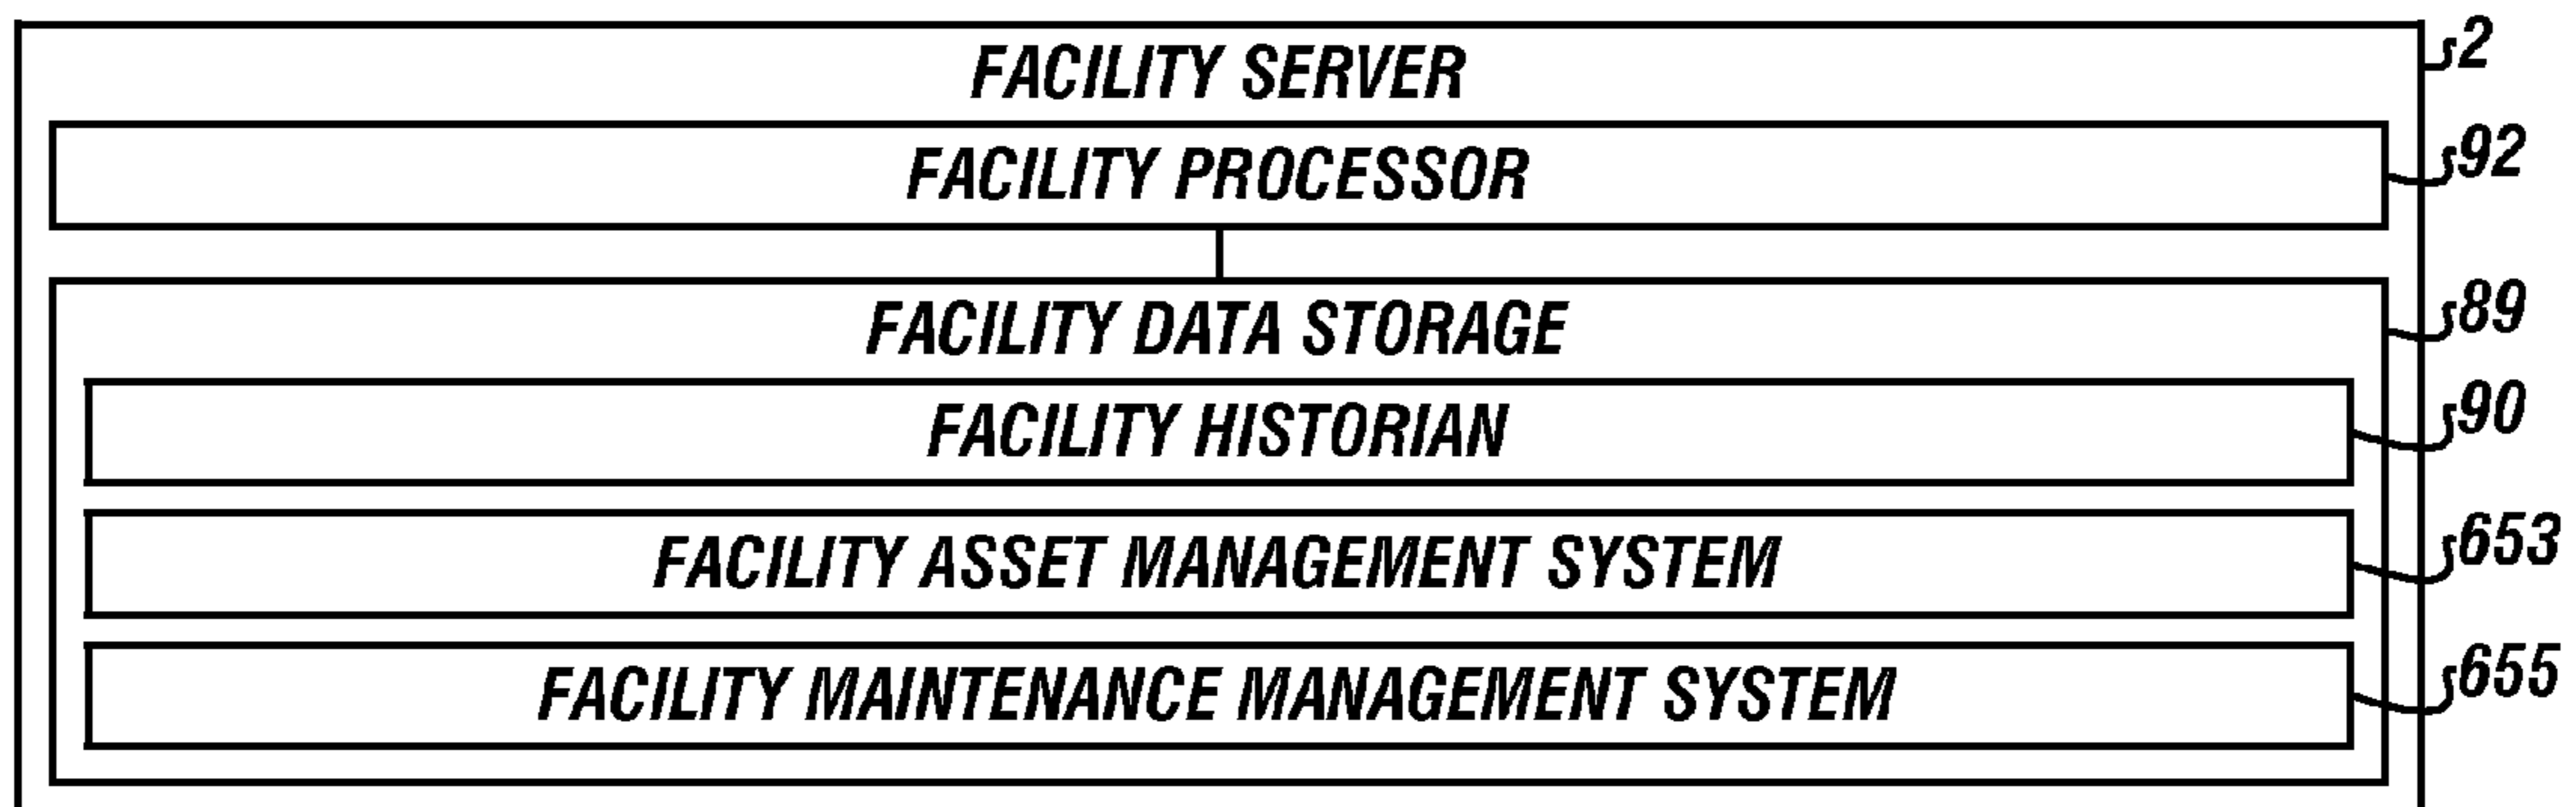 FACILITY SERVER 2
FACILITY PROCESSOR 92
FACILITY DATA STORAGE 89
FACILITY HISTORIAN 90
FACILITY ASSET MANAGEMENT SYSTEM 653
FACILITY MAINTENANCE MANAGEMENT SYSTEM 655